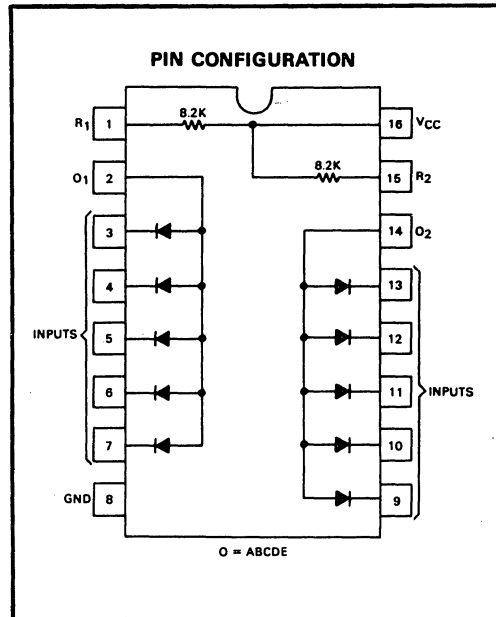 PIN CONFIGURATION
8.2K
R1 1 16 VCC
8.2K
O1 2 15 R2
3 14 O2
4 13
INPUTS 5 12
6 11 INPUTS
7 10
GND 8 9
O = ABCDE